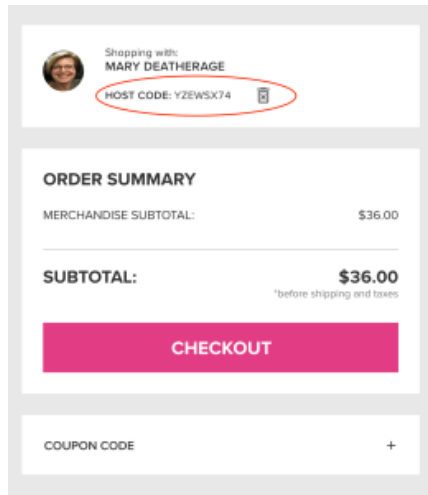 Shopping with:
MARY DEATHERAGE
HOST CODE: YZEWSX74
ORDER SUMMARY
MERCHANDISE SUBTOTAL: $36.00
SUBTOTAL: $36.00
*before shipping and taxes
CHECKOUT
COUPON CODE +